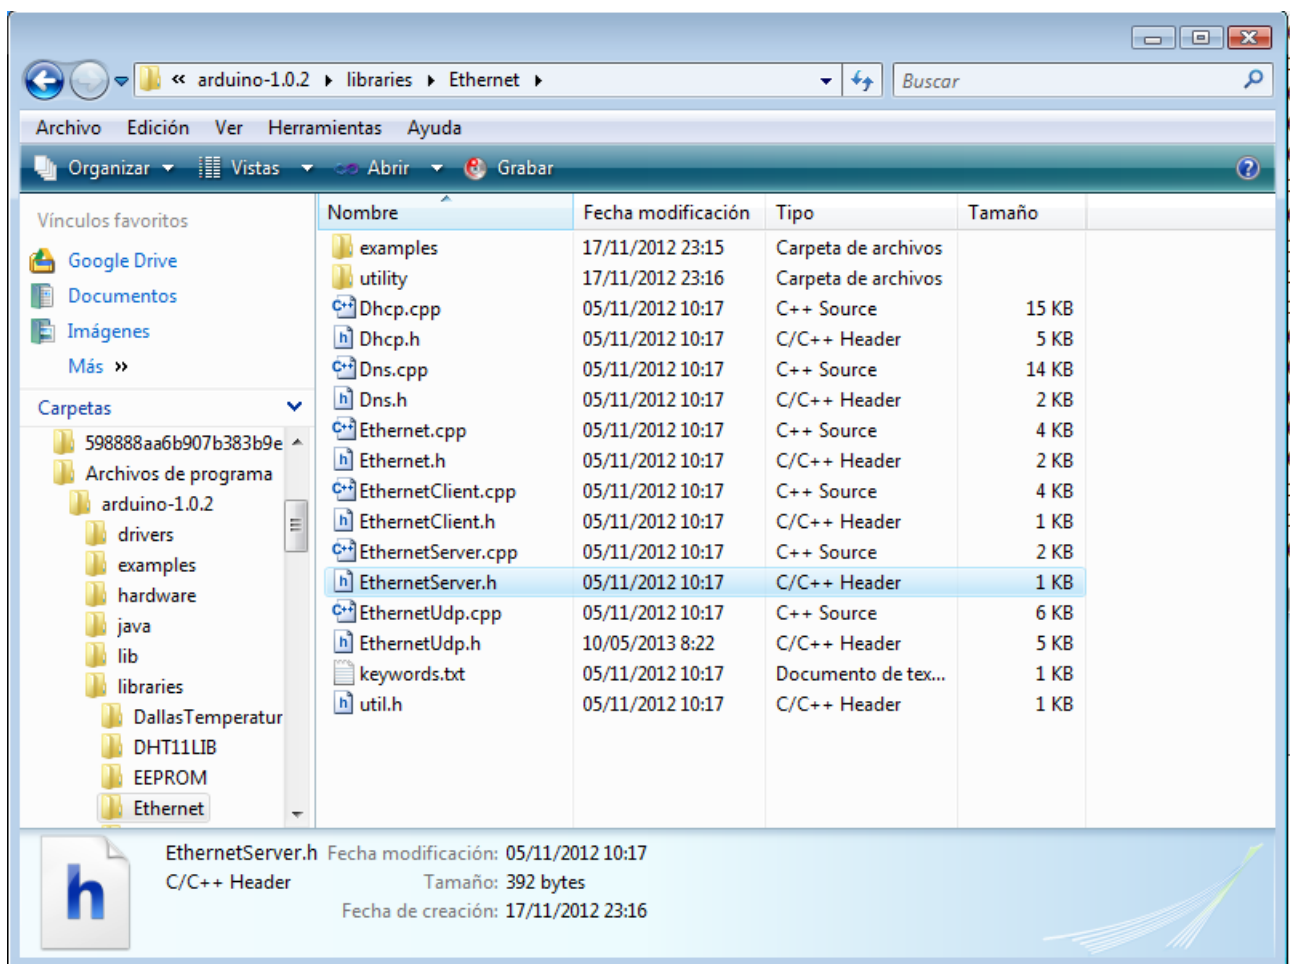 « arduino-1.0.2 libraries Ethernet Buscar
Archivo Edición Ver Herramientas Ayuda
Organizar Vistas Abrir Grabar
Vínculos favoritos
Google Drive
Documentos
Imágenes
Más »
Carpetas
598888aa6b907b383b9e
Archivos de programa
arduino-1.0.2
drivers
examples
hardware
java
lib
libraries
DallasTemperatur
DHT11LIB
EEPROM
Ethernet
Nombre Fecha modificación Tipo Tamaño
examples 17/11/2012 23:15 Carpeta de archivos
utility 17/11/2012 23:16 Carpeta de archivos
Dhcp.cpp 05/11/2012 10:17 C++ Source 15 KB
Dhcp.h 05/11/2012 10:17 C/C++ Header 5 KB
Dns.cpp 05/11/2012 10:17 C++ Source 14 KB
Dns.h 05/11/2012 10:17 C/C++ Header 2 KB
Ethernet.cpp 05/11/2012 10:17 C++ Source 4 KB
Ethernet.h 05/11/2012 10:17 C/C++ Header 2 KB
EthernetClient.cpp 05/11/2012 10:17 C++ Source 4 KB
EthernetClient.h 05/11/2012 10:17 C/C++ Header 1 KB
EthernetServer.cpp 05/11/2012 10:17 C++ Source 2 KB
EthernetServer.h 05/11/2012 10:17 C/C++ Header 1 KB
EthernetUdp.cpp 05/11/2012 10:17 C++ Source 6 KB
EthernetUdp.h 10/05/2013 8:22 C/C++ Header 5 KB
keywords.txt 05/11/2012 10:17 Documento de tex... 1 KB
util.h 05/11/2012 10:17 C/C++ Header 1 KB
EthernetServer.h Fecha modificación: 05/11/2012 10:17
C/C++ Header Tamaño: 392 bytes
Fecha de creación: 17/11/2012 23:16